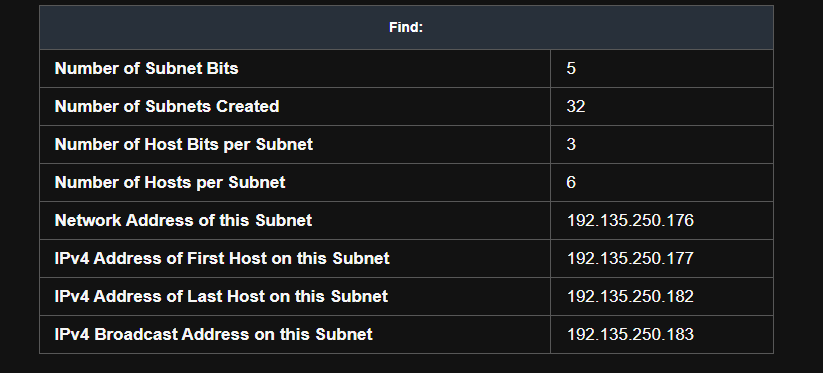 Find:
Number of Subnet Bits 5
Number of Subnets Created 32
Number of Host Bits per Subnet 3
Number of Hosts per Subnet 6
Network Address of this Subnet 192.135.250.176
IPv4 Address of First Host on this Subnet 192.135.250.177
IPv4 Address of Last Host on this Subnet 192.135.250.182
IPv4 Broadcast Address on this Subnet 192.135.250.183